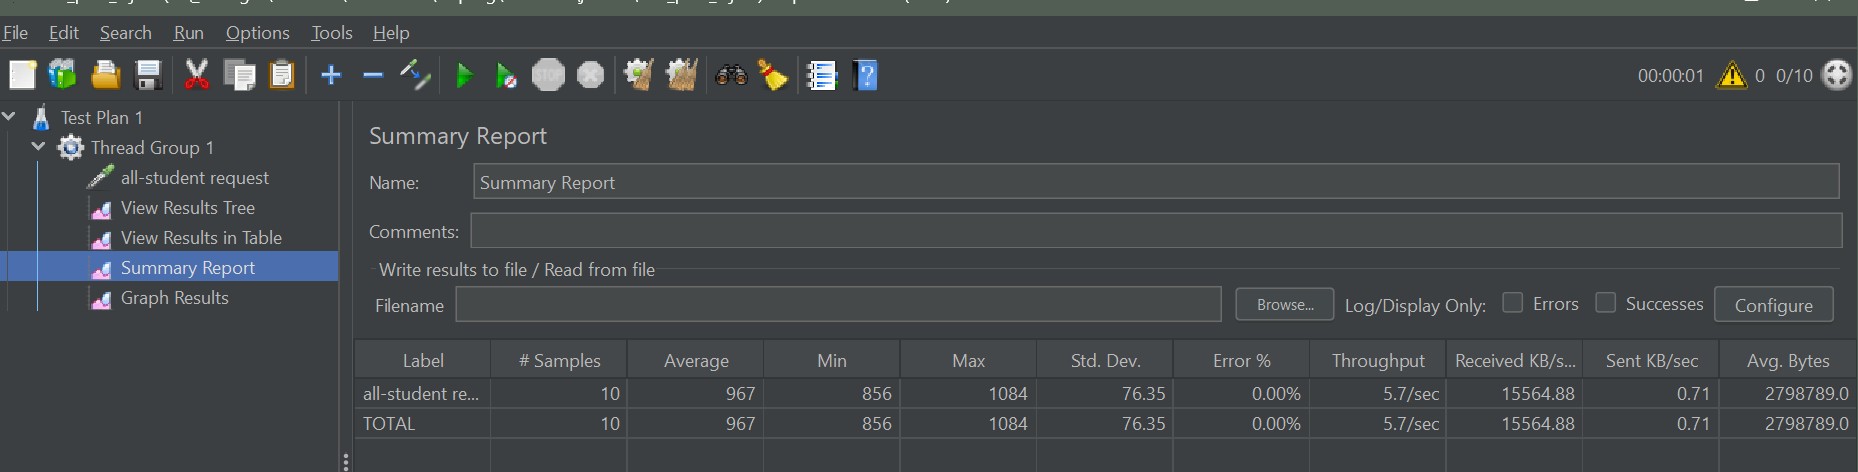 File Edit Search Run Options Tools Help
STOP
00:00:01 0 0/10
Test Plan 1
Thread Group 1
all-student request
View Results Tree
View Results in Table
Summary Report
Graph Results
Summary Report
Name: Summary Report
Comments:
Write results to file / Read from file
Filename Browse... Log/Display Only: Errors Successes Configure
Label # Samples Average Min Max Std. Dev. Error % Throughput Received KB/s... Sent KB/sec Avg. Bytes
all-student re... 10 967 856 1084 76.35 0.00% 5.7/sec 15564.88 0.71 2798789.0
TOTAL 10 967 856 1084 76.35 0.00% 5.7/sec 15564.88 0.71 2798789.0